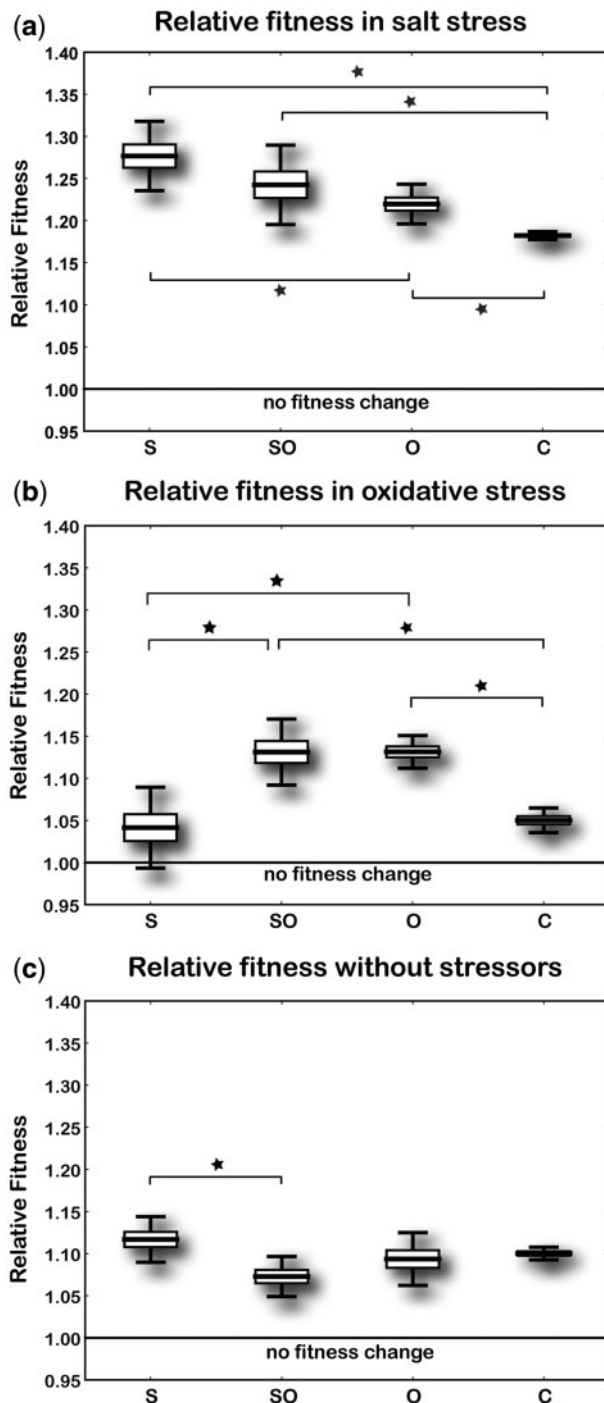 (a) Relative fitness in salt stress
1.40
1.35
1.30
1.25
1.20
1.15
1.10
1.05
1.00
0.95
Relative Fitness
no fitness change
S SO O C
(b) Relative fitness in oxidative stress
1.40
1.35
1.30
1.25
1.20
1.15
1.10
1.05
1.00
0.95
Relative Fitness
no fitness change
S SO O C
(c) Relative fitness without stressors
1.40
1.35
1.30
1.25
1.20
1.15
1.10
1.05
1.00
0.95
Relative Fitness
no fitness change
S SO O C